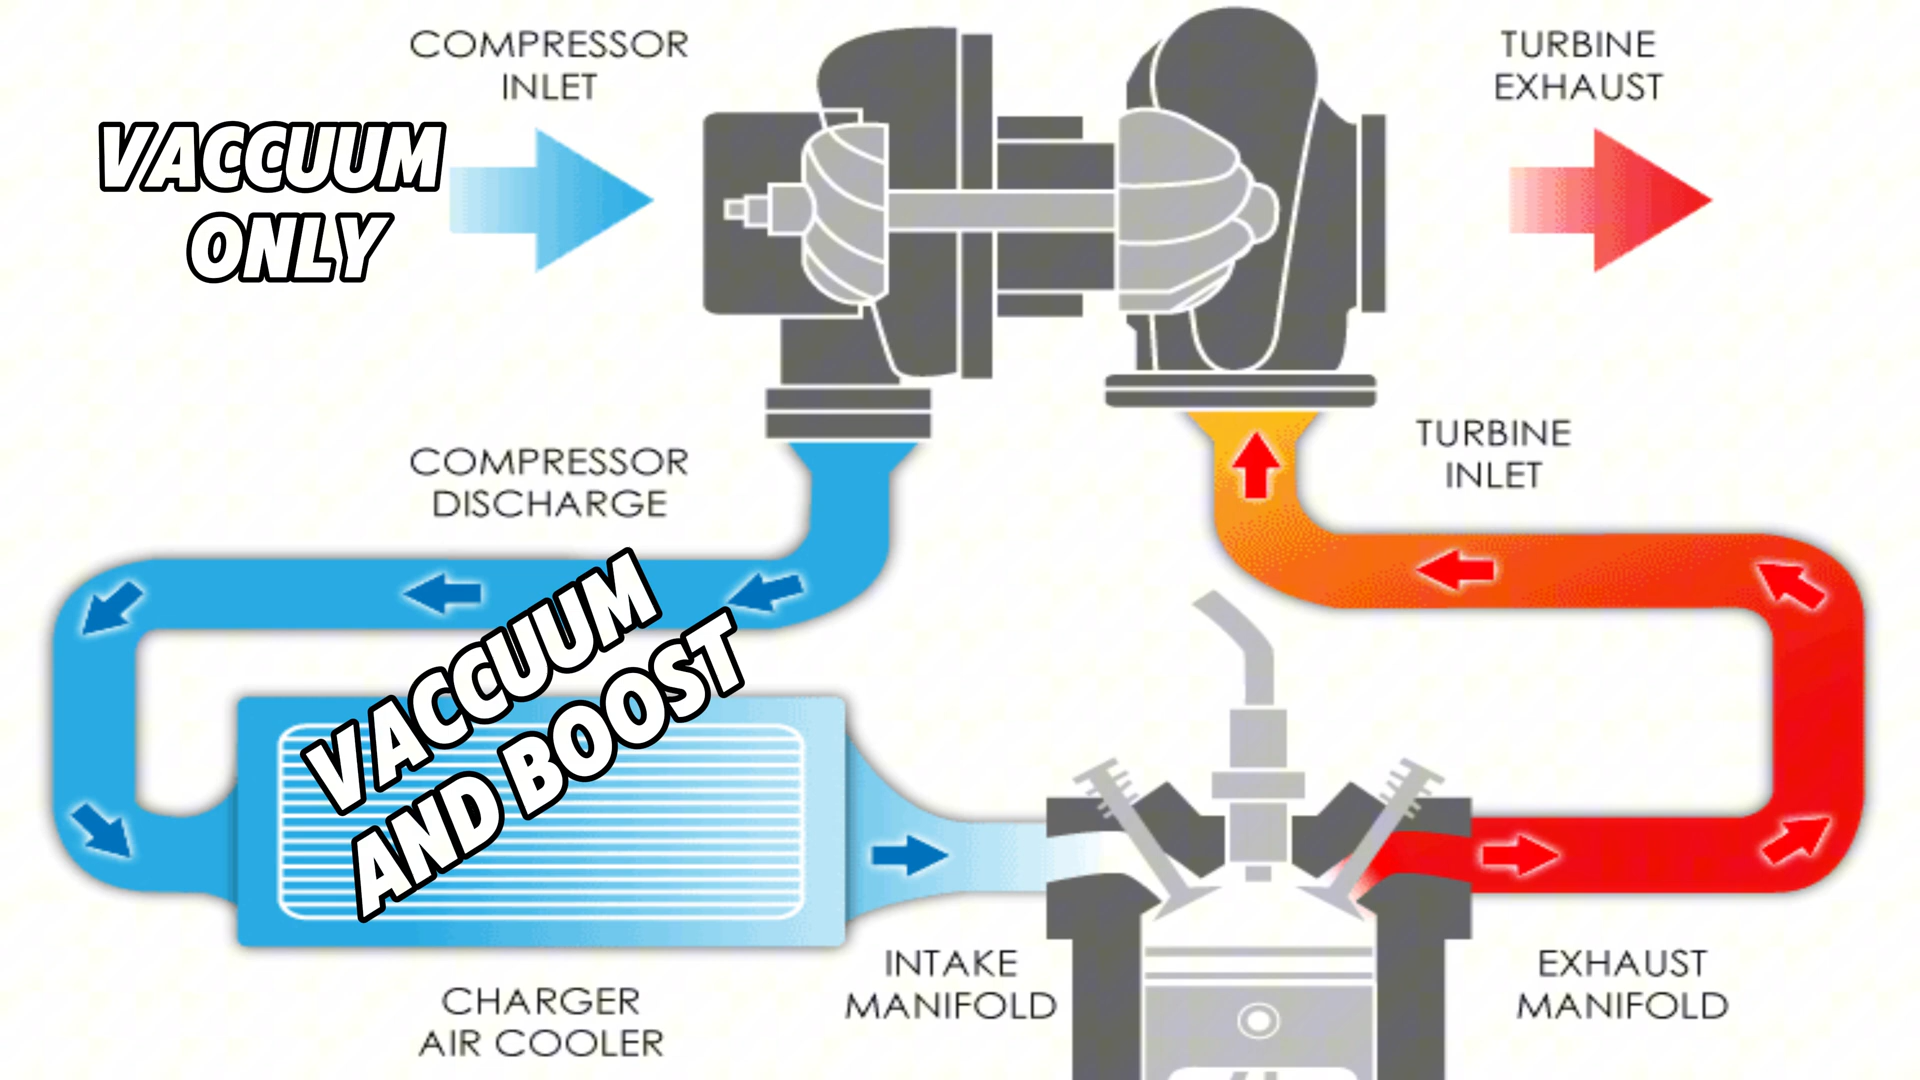 COMPRESSOR
INLET
TURBINE
EXHAUST
VACCUUM
ONLY
COMPRESSOR
DISCHARGE
TURBINE
INLET
VACCUUM
AND BOOST
INTAKE
MANIFOLD
EXHAUST
MANIFOLD
CHARGER
AIR COOLER